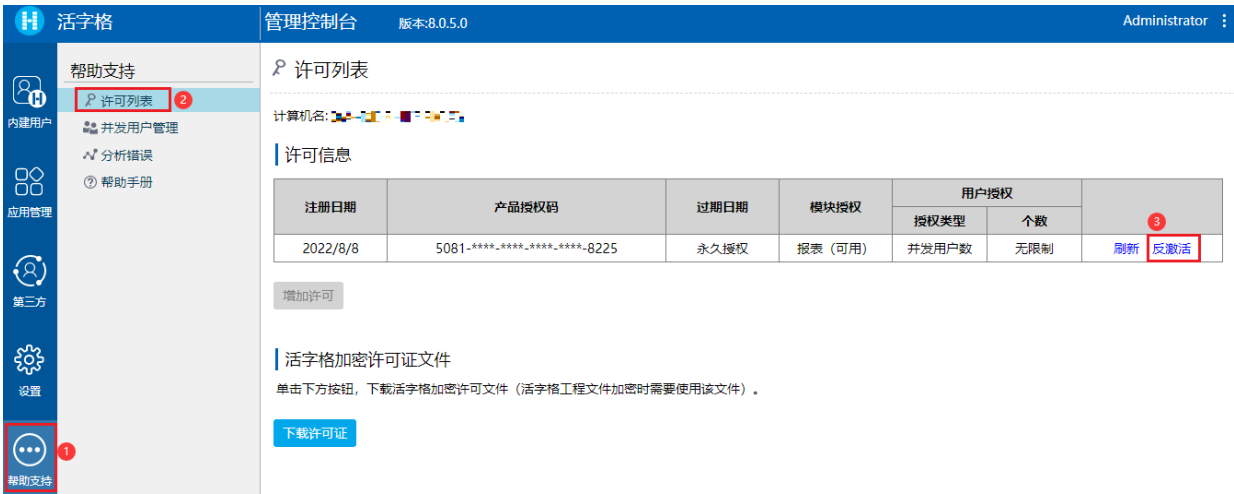 活字格
管理控制台 版本:8.0.5.0
Administrator
内建用户
应用管理
第三方
设置
帮助支持 1
帮助支持
许可列表 2
并发用户管理
分析错误
帮助手册
许可列表
计算机名:
许可信息
注册日期 产品授权码 过期日期 模块授权 用户授权
授权类型 个数 3
2022/8/8 5081-****-****-****-****-8225 永久授权 报表（可用） 并发用户数 无限制 刷新 反激活
增加许可
活字格加密许可证文件
单击下方按钮，下载活字格加密许可文件（活字格工程文件加密时需要使用该文件）。
下载许可证